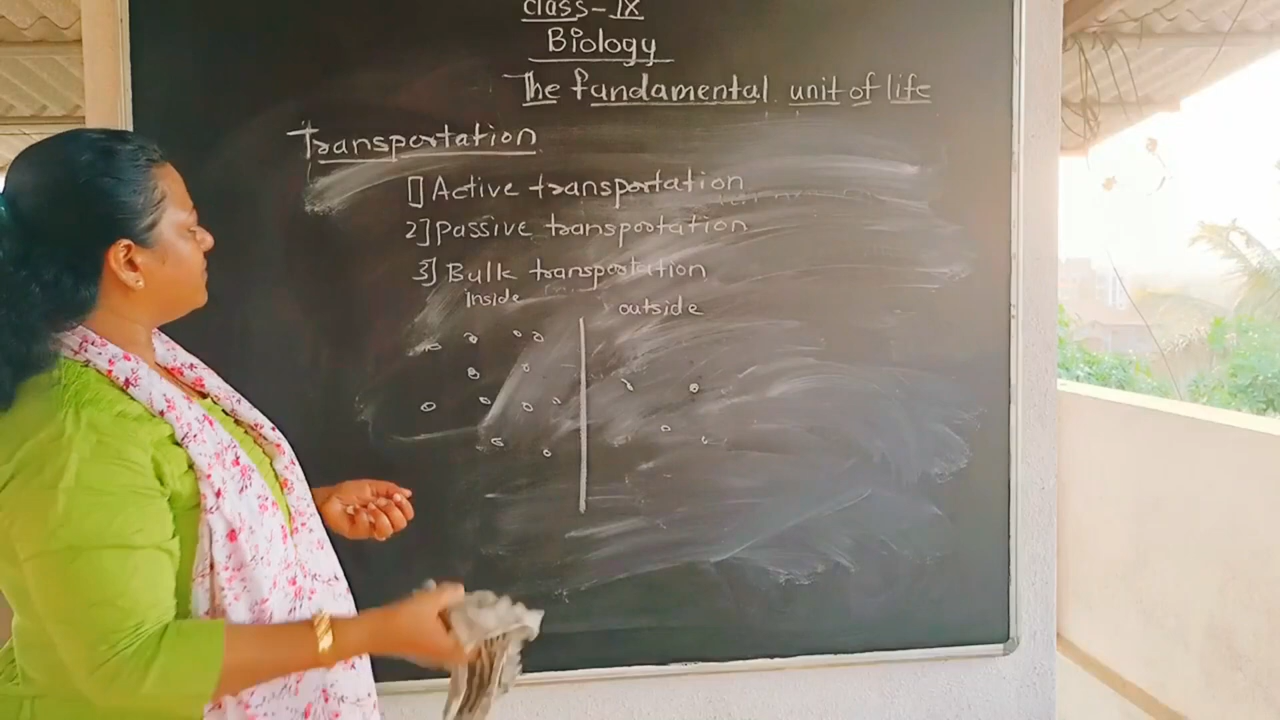 class-IX
Biology
The fundamental unit of life
Transportation
1] Active transportation
2] Passive transportation
3] Bulk transportation
inside
outside